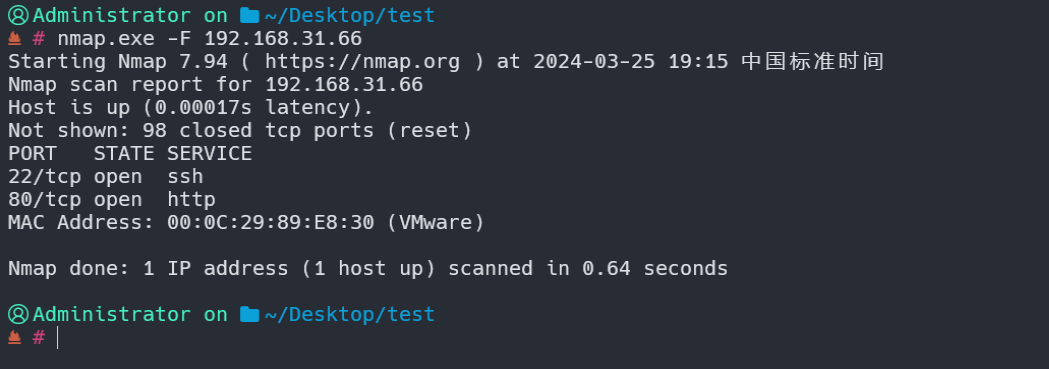 Administrator on ~/Desktop/test
# nmap.exe -F 192.168.31.66
Starting Nmap 7.94 ( https://nmap.org ) at 2024-03-25 19:15 中国标准时间
Nmap scan report for 192.168.31.66
Host is up (0.00017s latency).
Not shown: 98 closed tcp ports (reset)
PORT   STATE SERVICE
22/tcp open  ssh
80/tcp open  http
MAC Address: 00:0C:29:89:E8:30 (VMware)
Nmap done: 1 IP address (1 host up) scanned in 0.64 seconds
Administrator on ~/Desktop/test
#